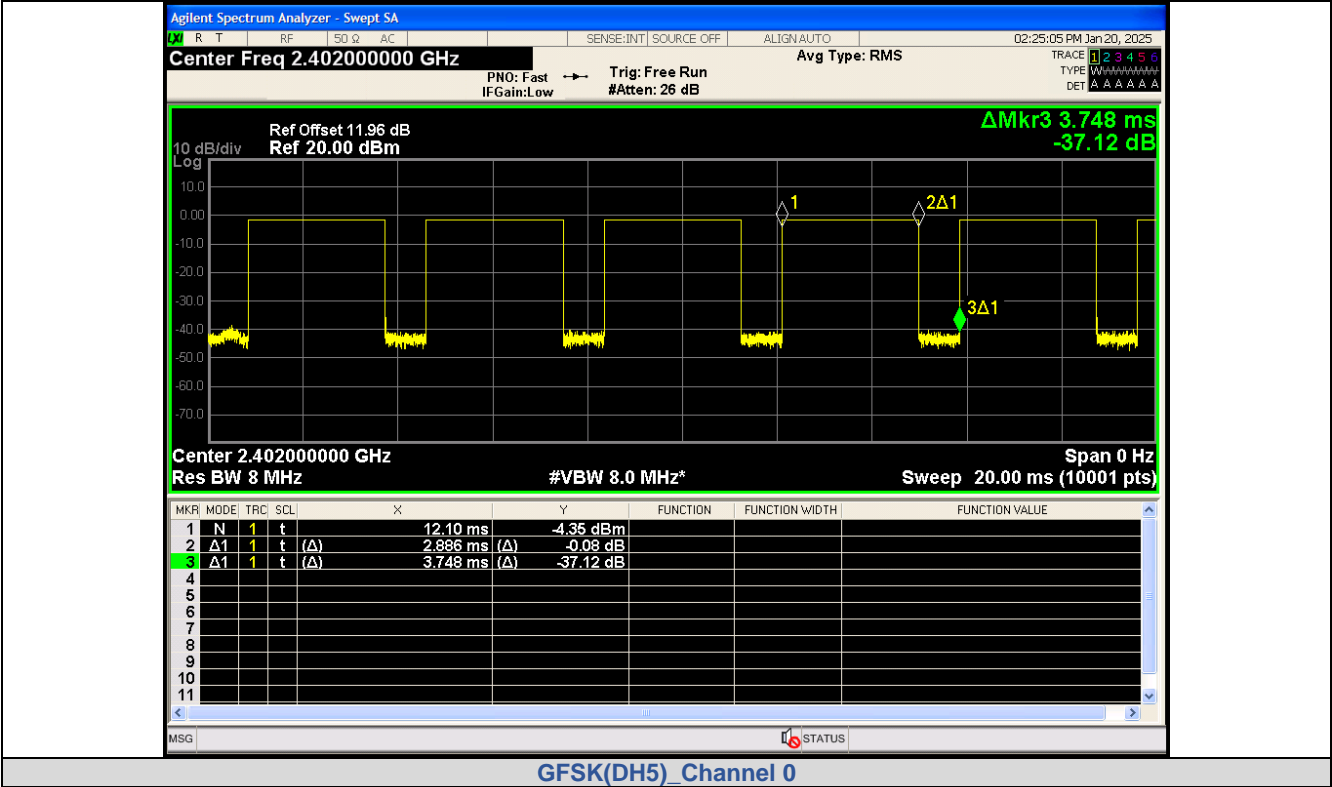 Agilent Spectrum Analyzer - Swept SA
LXI R T RF 50 Ω AC SENSE:INT SOURCE OFF ALIGN AUTO 02:25:05 PM Jan 20, 2025
Center Freq 2.402000000 GHz Avg Type: RMS TRACE 1 2 3 4 5 6
PNO: Fast Trig: Free Run TYPE
IFGain:Low #Atten: 26 dB DET A A A A A A
ΔMkr3 3.748 ms
Ref Offset 11.96 dB
10 dB/div Ref 20.00 dBm -37.12 dB
Log
10.0
1 2Δ1
0.00
-10.0
-20.0
-30.0
3Δ1
-40.0
-50.0
-60.0
-70.0
Center 2.402000000 GHz Span 0 Hz
Res BW 8 MHz #VBW 8.0 MHz* Sweep 20.00 ms (10001 pts)
MKR MODE TRC SCL X Y FUNCTION FUNCTION WIDTH FUNCTION VALUE
1 N 1 t 12.10 ms -4.35 dBm
2 Δ1 1 t (Δ) 2.886 ms (Δ) -0.08 dB
3 Δ1 1 t (Δ) 3.748 ms (Δ) -37.12 dB
4
5
6
7
8
9
10
11
MSG STATUS
GFSK(DH5)_Channel 0